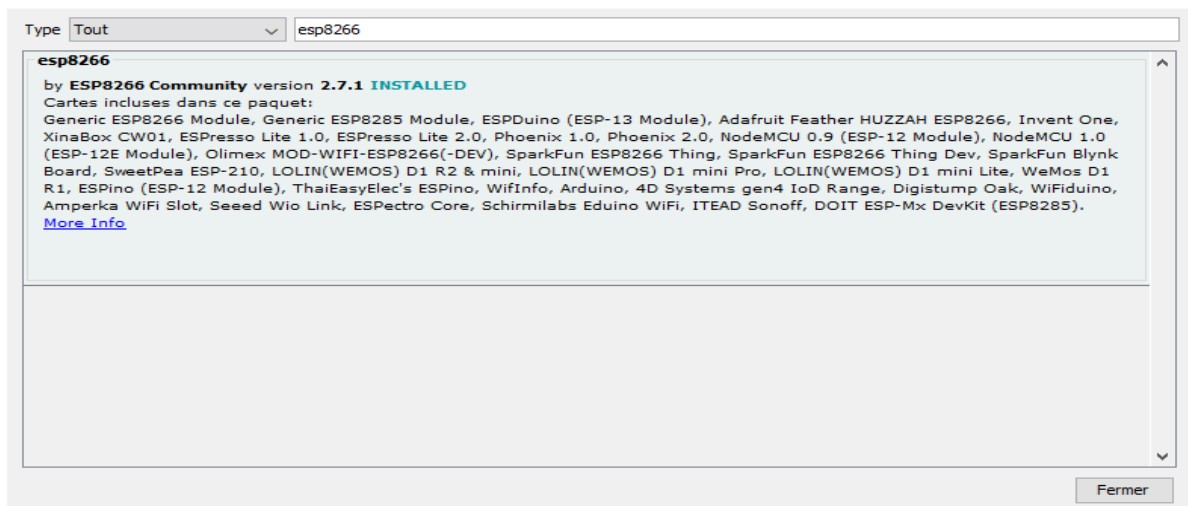 Type Tout esp8266
esp8266
by ESP8266 Community version 2.7.1 INSTALLED
Cartes incluses dans ce paquet:
Generic ESP8266 Module, Generic ESP8285 Module, ESPDuino (ESP-13 Module), Adafruit Feather HUZZAH ESP8266, Invent One,
XinaBox CW01, ESPresso Lite 1.0, ESPresso Lite 2.0, Phoenix 1.0, Phoenix 2.0, NodeMCU 0.9 (ESP-12 Module), NodeMCU 1.0
(ESP-12E Module), Olimex MOD-WIFI-ESP8266(-DEV), SparkFun ESP8266 Thing, SparkFun ESP8266 Thing Dev, SparkFun Blynk
Board, SweetPea ESP-210, LOLIN(WEMOS) D1 R2 & mini, LOLIN(WEMOS) D1 mini Pro, LOLIN(WEMOS) D1 mini Lite, WeMos D1
R1, ESPino (ESP-12 Module), ThaiEasyElec's ESPino, WifInfo, Arduino, 4D Systems gen4 IoD Range, Digistump Oak, WiFiduino,
Amperka WiFi Slot, Seeed Wio Link, ESPectro Core, Schirmilabs Eduino WiFi, ITEAD Sonoff, DOIT ESP-Mx DevKit (ESP8285).
More Info
Fermer